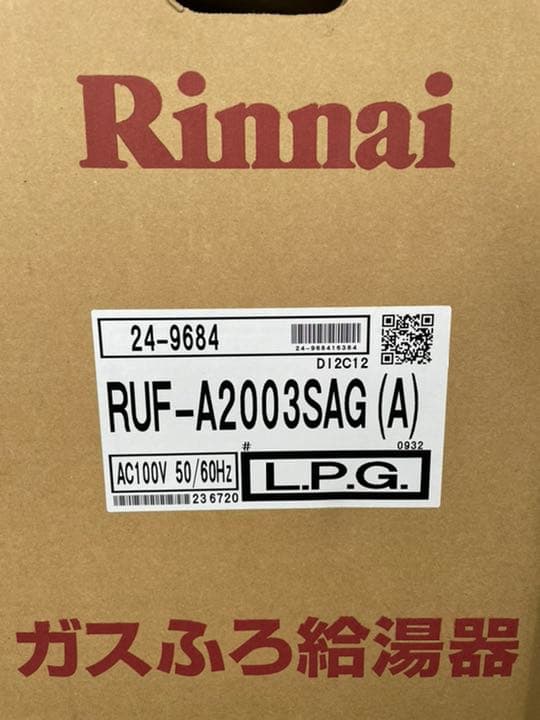 Rinnai
24-9684
24-968416384
DI2C12
RUF-A2003SAG(A)
# 0932
AC100V 50/60Hz
L.P.G.
236720
ガスふろ給湯器